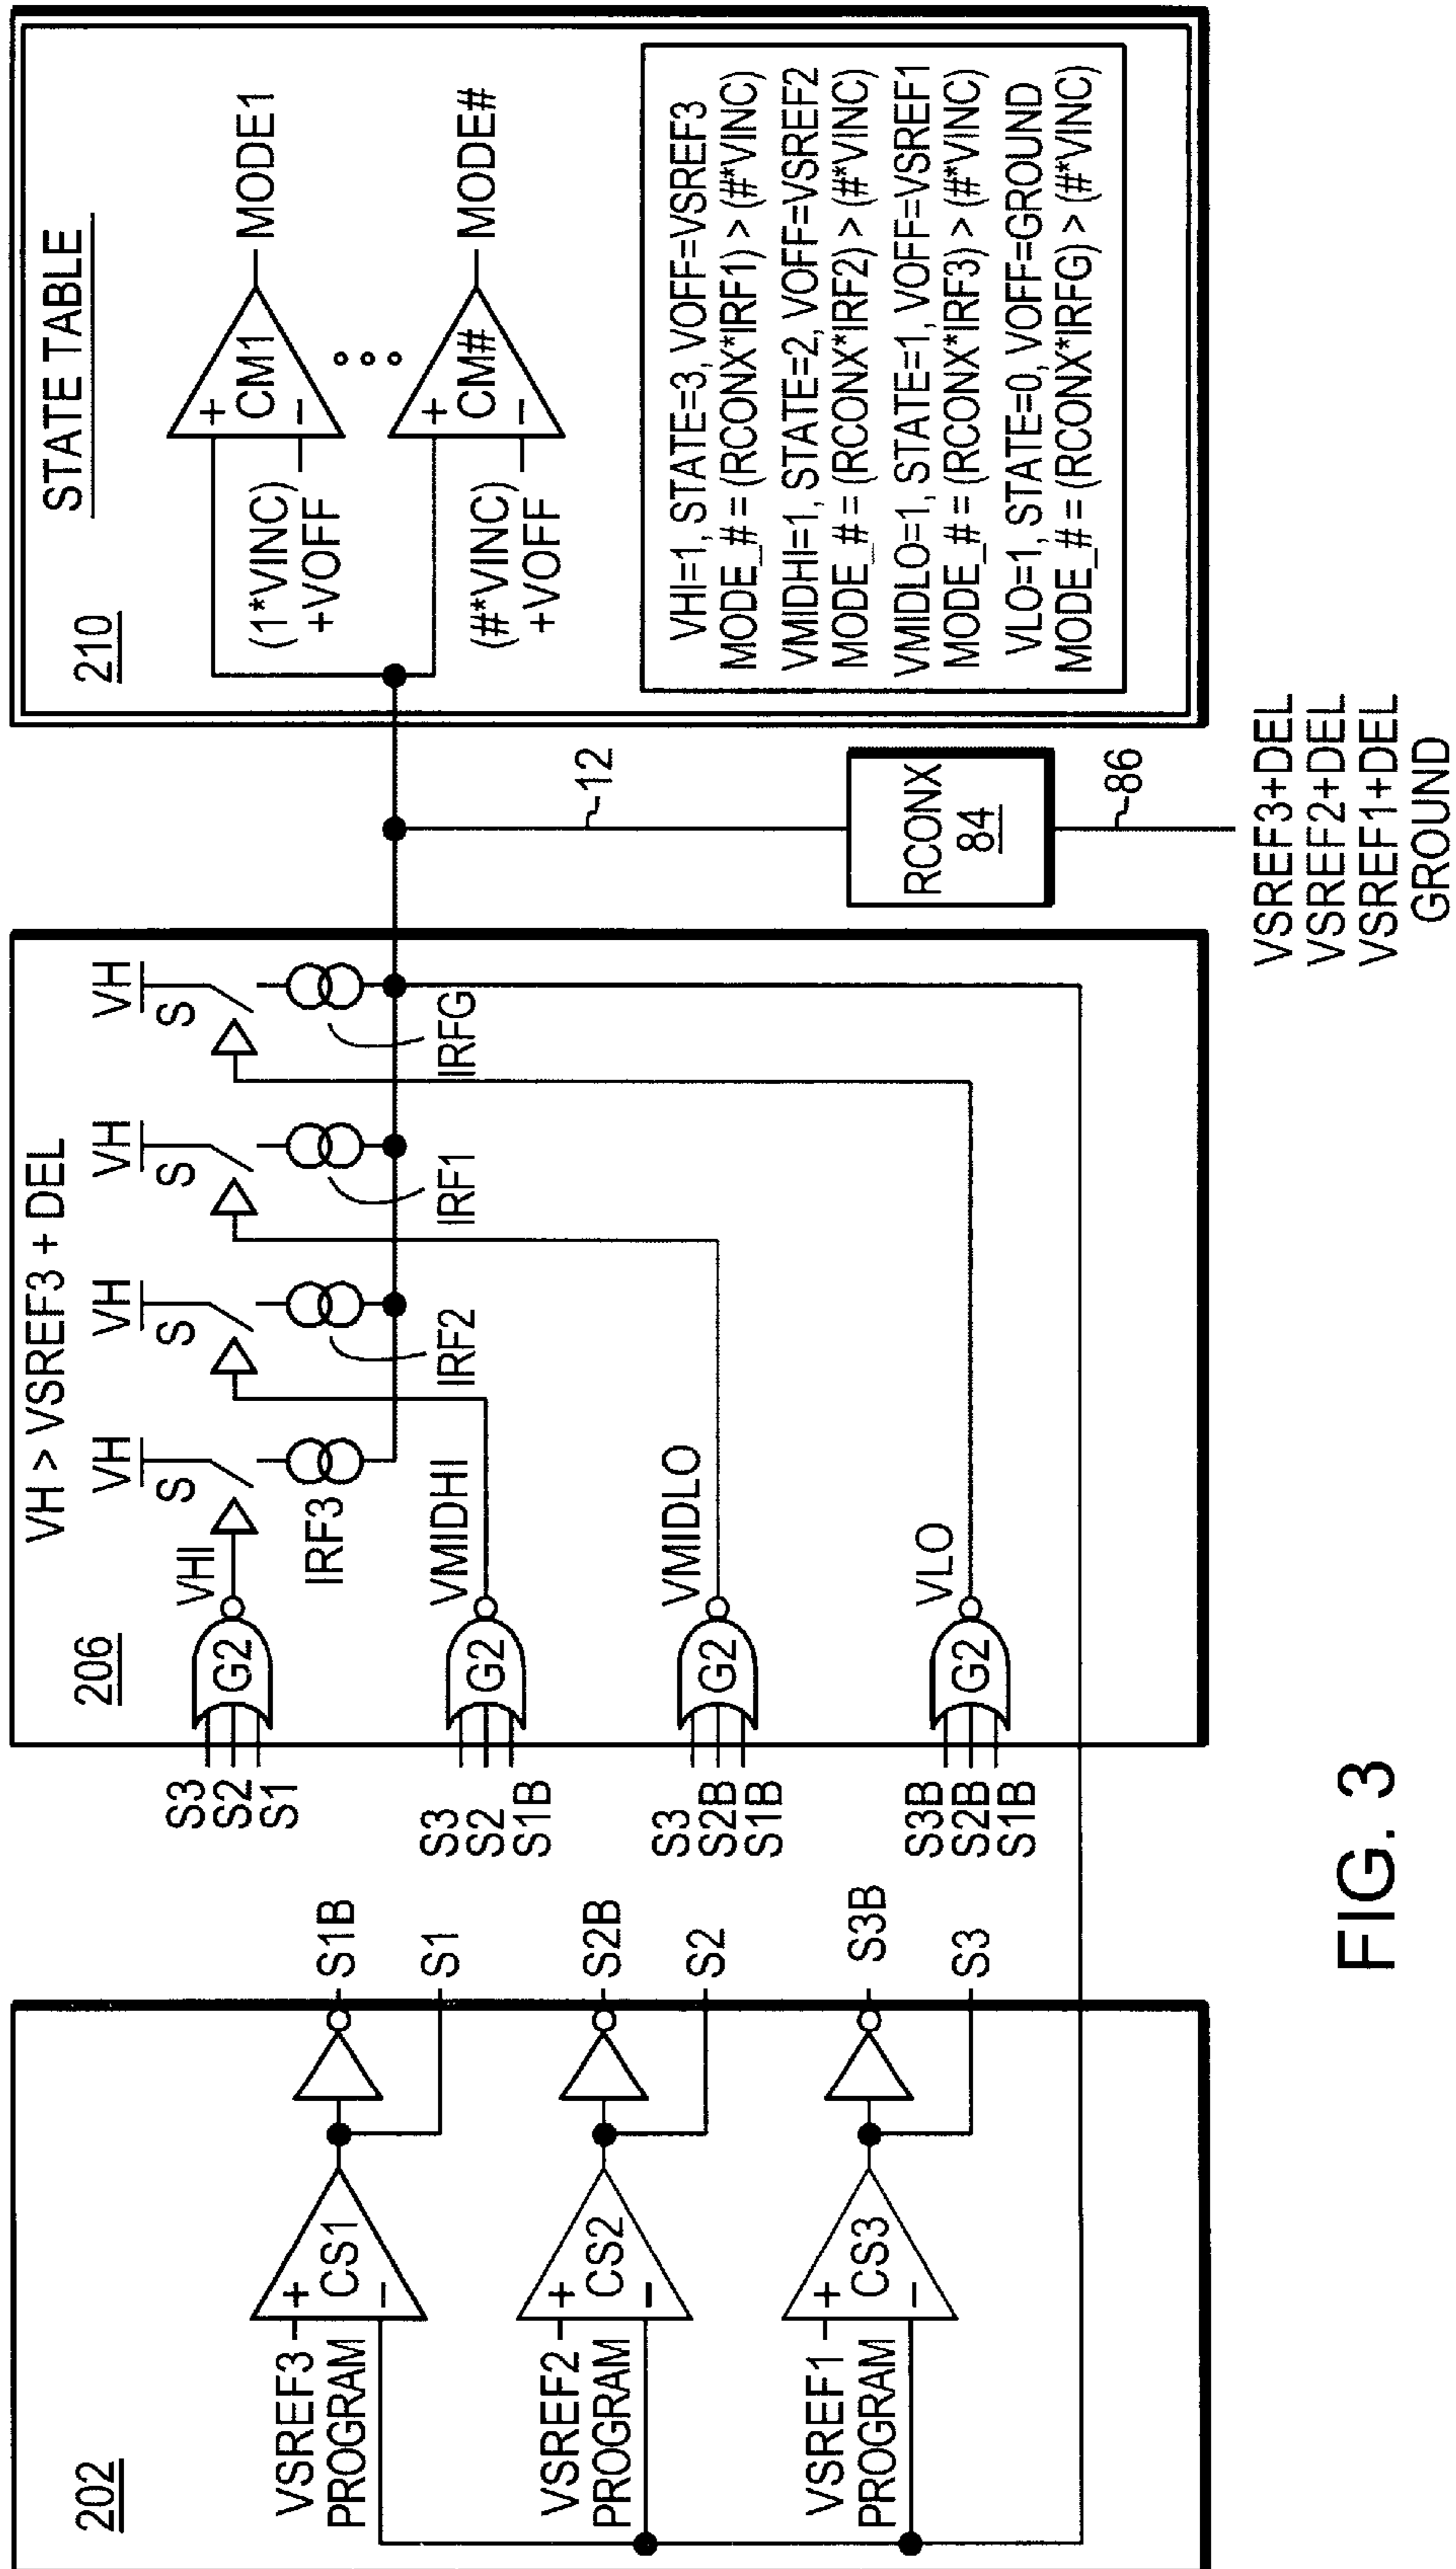 202
VSREF3
PROGRAM
+
CS1
−
S1B
S1
VSREF2
PROGRAM
+
CS2
−
S2B
S2
VSREF1
PROGRAM
+
CS3
−
S3B
S3
206
VH > VSREF3 + DEL
S3
S2
S1
G2
VHI
VH
S
IRF3
S3
S2
S1B
G2
VMIDHI
VH
S
IRF2
S3
S2B
S1B
G2
VMIDLO
VH
S
IRF1
S3B
S2B
S1B
G2
VLO
VH
S
IRFG
12
RCONX
84
86
VSREF3+DEL
VSREF2+DEL
VSREF1+DEL
GROUND
210
STATE TABLE
(1*VINC)
+VOFF
+
CM1
−
MODE1
(#*VINC)
+VOFF
+
CM#
−
MODE#
VHI=1, STATE=3, VOFF=VSREF3
MODE_# = (RCONX*IRF1) > (#*VINC)
VMIDHI=1, STATE=2, VOFF=VSREF2
MODE_# = (RCONX*IRF2) > (#*VINC)
VMIDLO=1, STATE=1, VOFF=VSREF1
MODE_# = (RCONX*IRF3) > (#*VINC)
VLO=1, STATE=0, VOFF=GROUND
MODE_# = (RCONX*IRFG) > (#*VINC)
FIG. 3